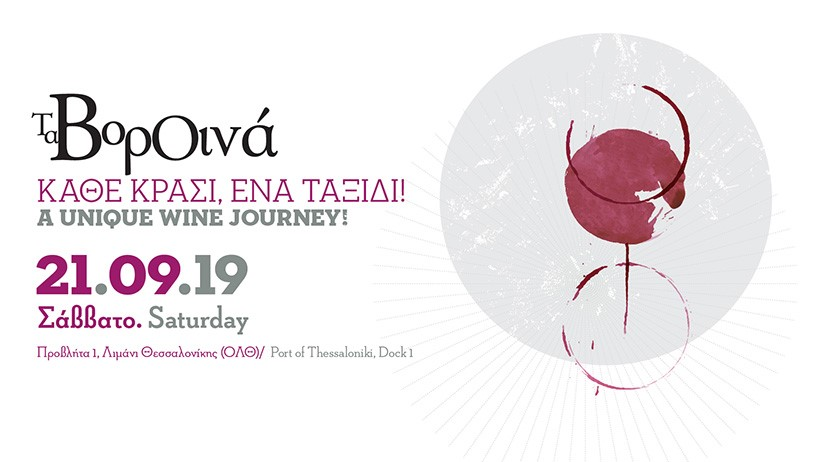 Τα ΒορΟινά
ΚΑΘΕ ΚΡΑΣΙ, ΕΝΑ ΤΑΞΙΔΙ!
A UNIQUE WINE JOURNEY!
21.09.19
Σάββατο. Saturday
Προβλήτα 1, Λιμάνι Θεσσαλονίκης (ΟΛΘ)/ Port of Thessaloniki, Dock 1